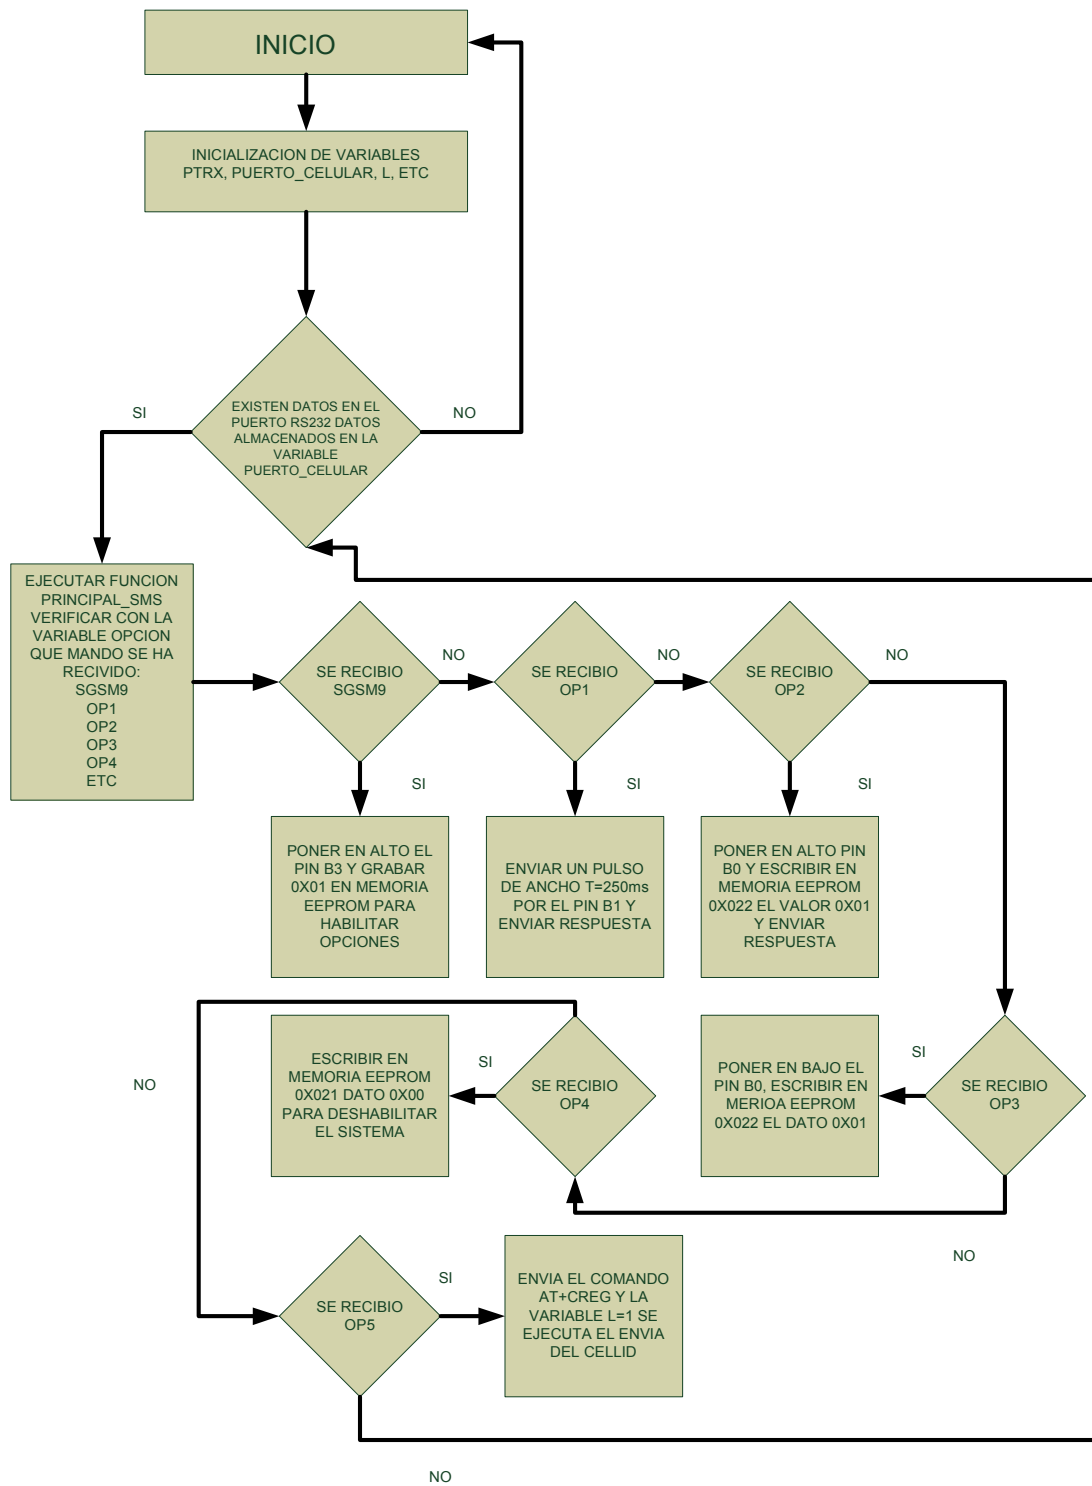 INICIO
INICIALIZACION DE VARIABLES
PTRX, PUERTO_CELULAR, L, ETC
EXISTEN DATOS EN EL
PUERTO RS232 DATOS
ALMACENADOS EN LA
VARIABLE
PUERTO_CELULAR
SI
NO
EJECUTAR FUNCION
PRINCIPAL_SMS
VERIFICAR CON LA
VARIABLE OPCION
QUE MANDO SE HA
RECIVIDO:
SGSM9
OP1
OP2
OP3
OP4
ETC
SE RECIBIO
SGSM9
NO
SI
SE RECIBIO
OP1
NO
SI
SE RECIBIO
OP2
NO
SI
PONER EN ALTO EL
PIN B3 Y GRABAR
0X01 EN MEMORIA
EEPROM PARA
HABILITAR
OPCIONES
ENVIAR UN PULSO
DE ANCHO T=250ms
POR EL PIN B1 Y
ENVIAR RESPUESTA
PONER EN ALTO PIN
B0 Y ESCRIBIR EN
MEMORIA EEPROM
0X022 EL VALOR 0X01
Y ENVIAR
RESPUESTA
SE RECIBIO
OP3
SI
NO
PONER EN BAJO EL
PIN B0, ESCRIBIR EN
MERIOA EEPROM
0X022 EL DATO 0X01
SE RECIBIO
OP4
SI
NO
ESCRIBIR EN
MEMORIA EEPROM
0X021 DATO 0X00
PARA DESHABILITAR
EL SISTEMA
SE RECIBIO
OP5
SI
NO
ENVIA EL COMANDO
AT+CREG Y LA
VARIABLE L=1 SE
EJECUTA EL ENVIA
DEL CELLID